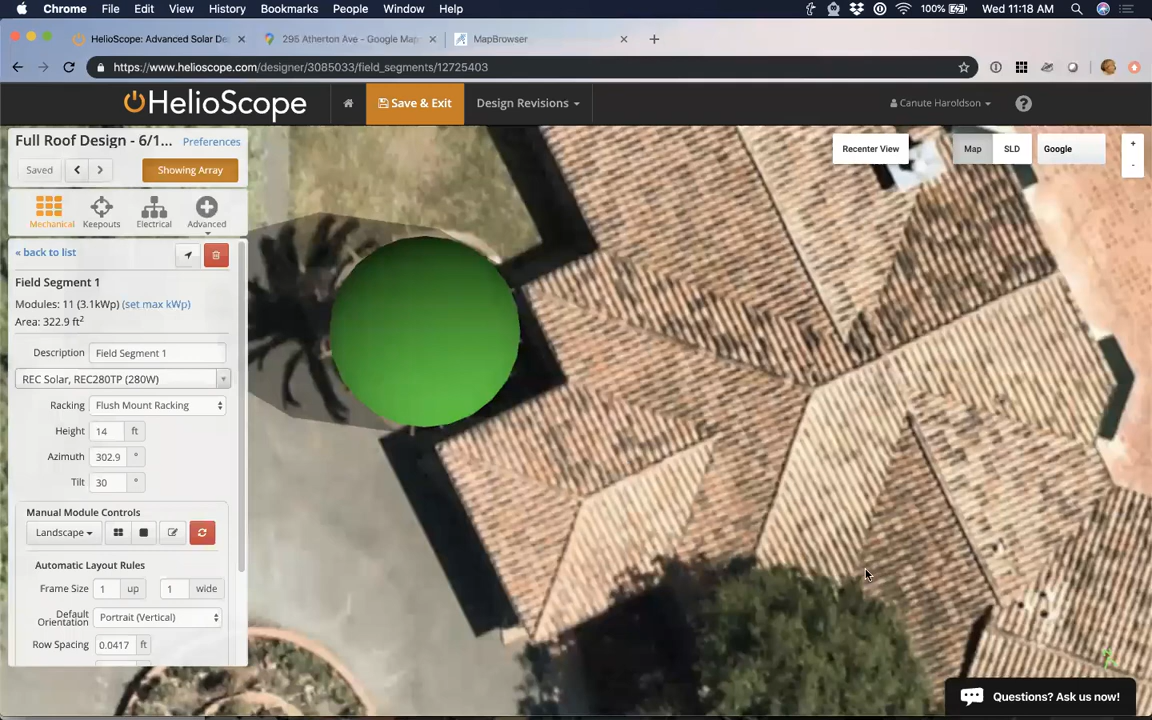 Chrome File Edit View History Bookmarks People Window Help 100% Wed 11:18 AM
HelioScope: Advanced Solar De 295 Atherton Ave - Google Map MapBrowser
https://www.helioscope.com/designer/3085033/field_segments/12725403
HelioScope Save & Exit Design Revisions Canute Haroldson
Full Roof Design - 6/1... Preferences
Saved Showing Array
Recenter View Map SLD Google + -
Mechanical Keepouts Electrical Advanced
« back to list
Field Segment 1
Modules: 11 (3.1kWp) (set max kWp)
Area: 322.9 ft²
Description Field Segment 1
REC Solar, REC280TP (280W)
Racking Flush Mount Racking
Height 14 ft
Azimuth 302.9 °
Tilt 30 °
Manual Module Controls
Landscape
Automatic Layout Rules
Frame Size 1 up 1 wide
Default Orientation Portrait (Vertical)
Row Spacing 0.0417 ft
Questions? Ask us now!